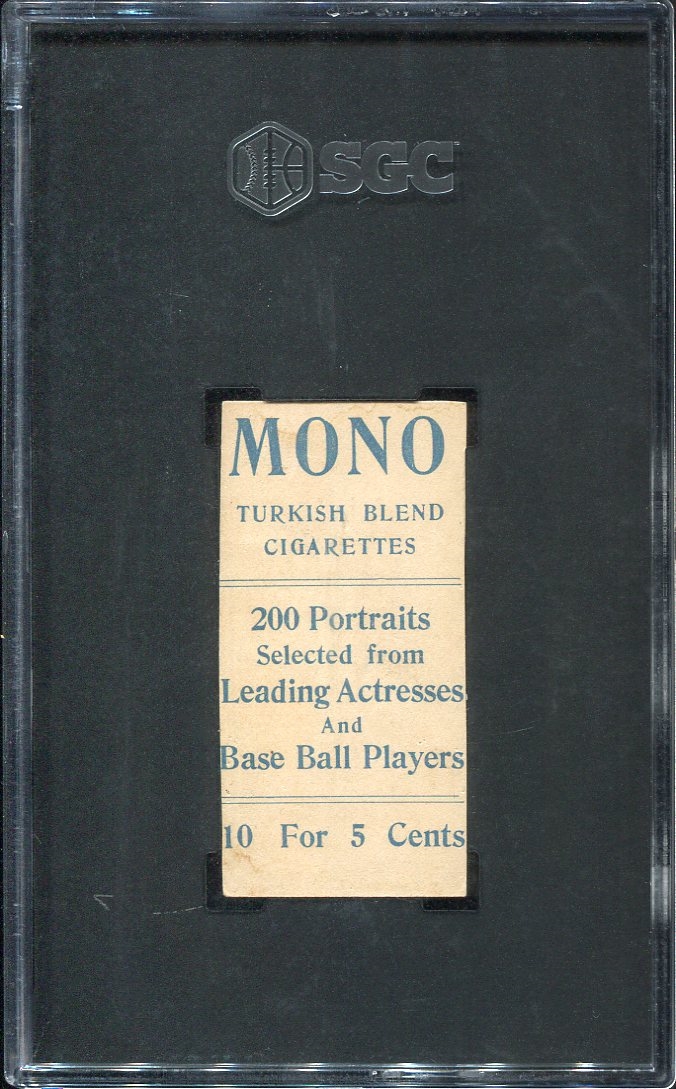 SGC
MONO
TURKISH BLEND
CIGARETTES
200 Portraits
Selected from
Leading Actresses
And
Base Ball Players
10 For 5 Cents